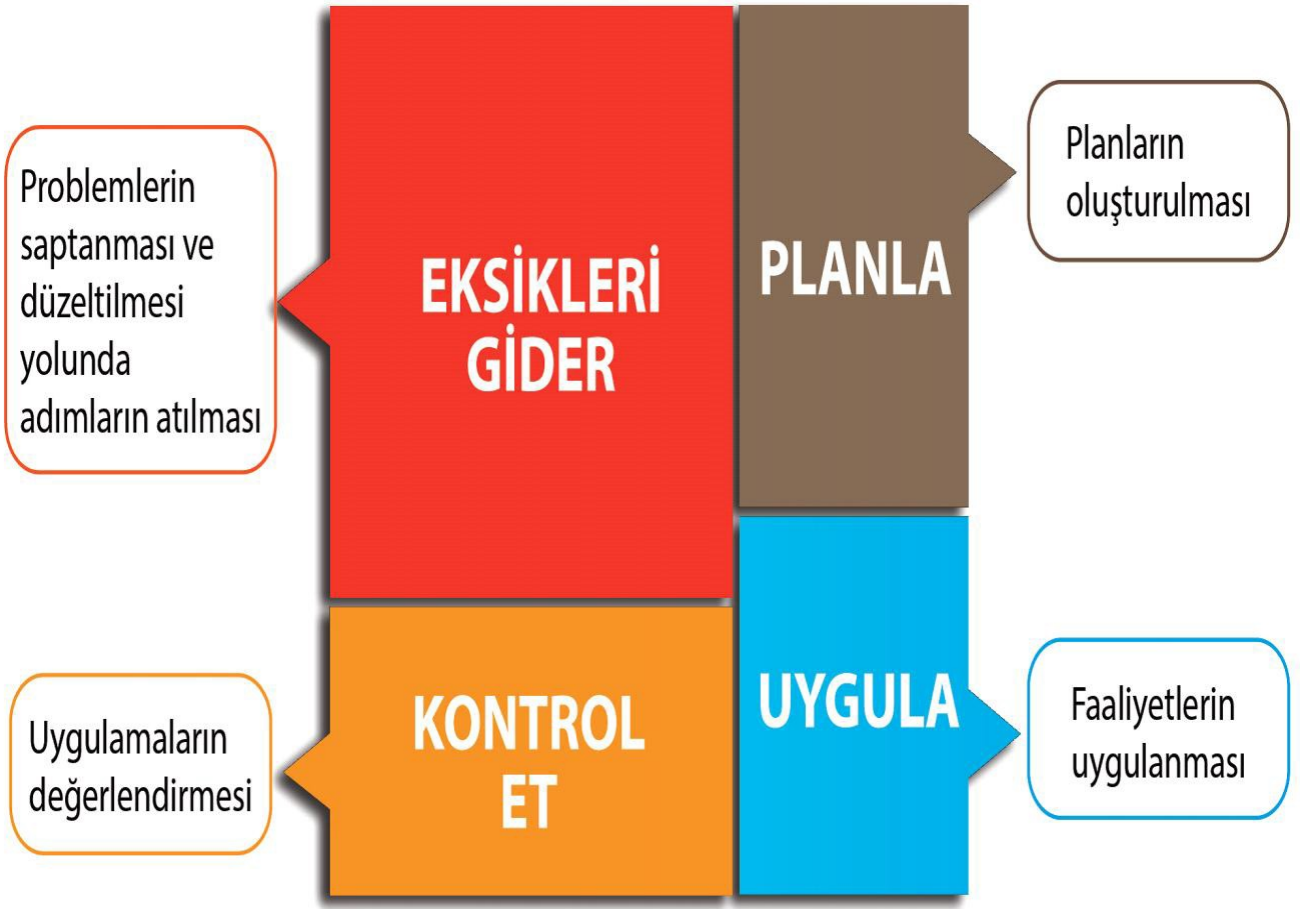 Problemlerin
saptanması ve
düzeltilmesi
yolunda
adımların atılması
EKSİKLERİ
GİDER
PLANLA
Planların
oluşturulması
Uygulamaların
değerlendirmesi
KONTROL
ET
UYGULA
Faaliyetlerin
uygulanması